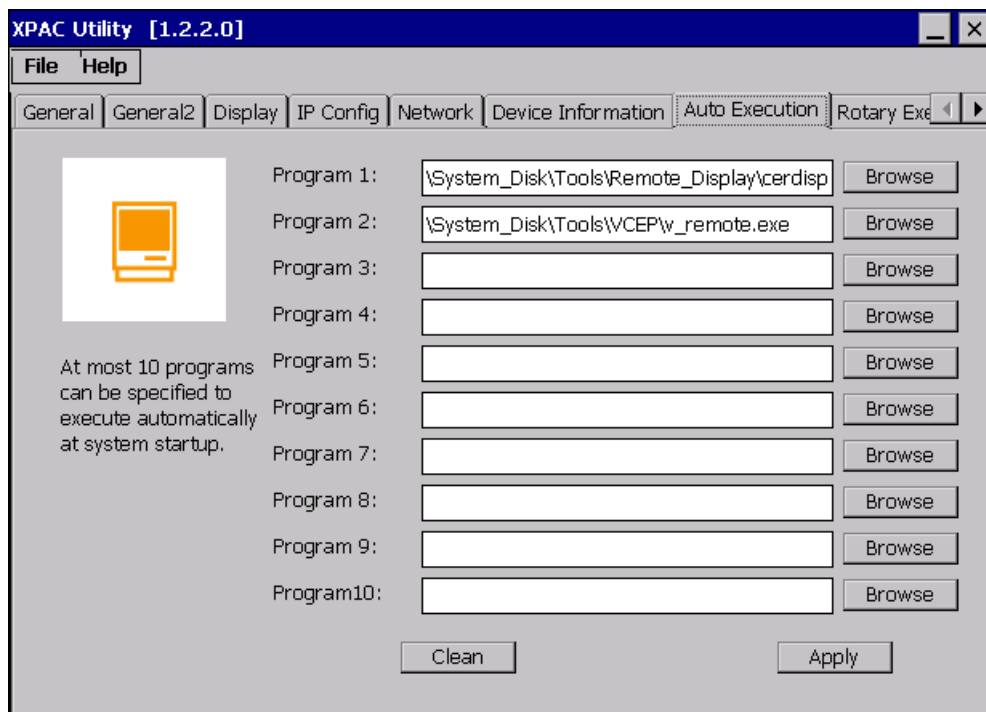 XPAC Utility [1.2.2.0]
File Help
General General2 Display IP Config Network Device Information Auto Execution Rotary Exe
Program 1: \System_Disk\Tools\Remote_Display\cerdisp Browse
Program 2: \System_Disk\Tools\VCEP\v_remote.exe Browse
Program 3: Browse
Program 4: Browse
Program 5: Browse
Program 6: Browse
Program 7: Browse
Program 8: Browse
Program 9: Browse
Program10: Browse
At most 10 programs
can be specified to
execute automatically
at system startup.
Clean Apply